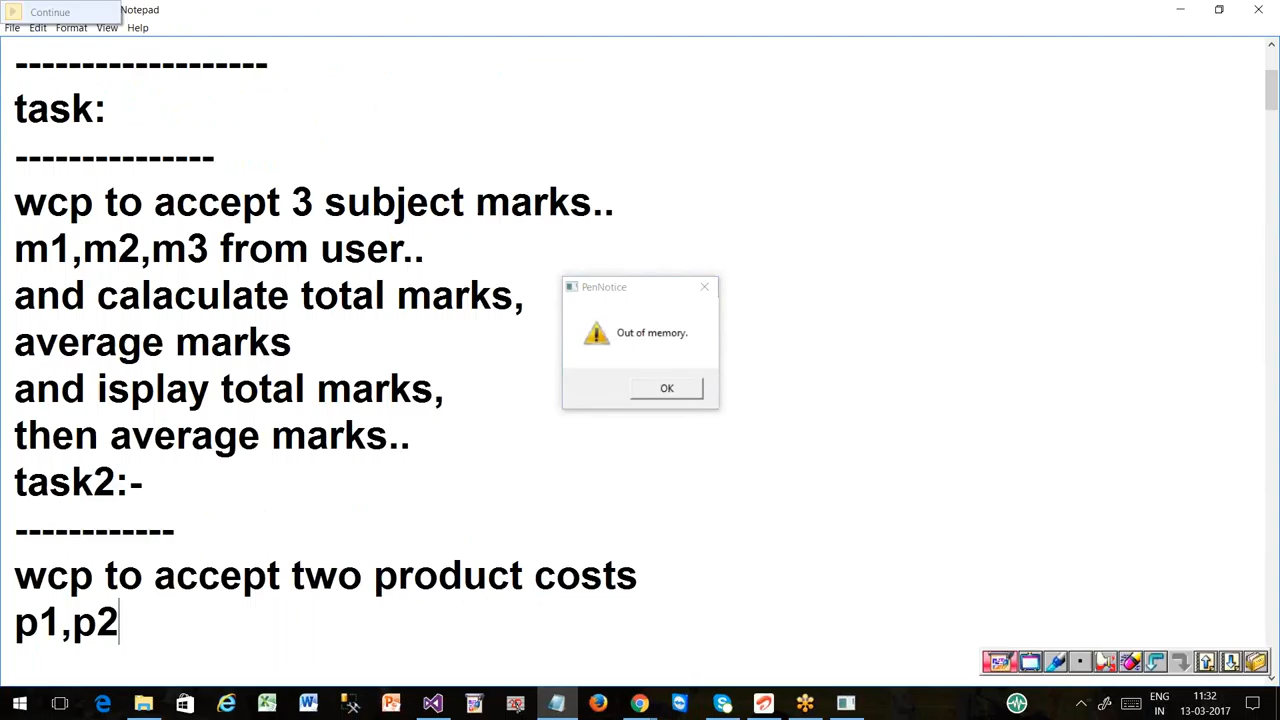 Continue
Notepad
File Edit Format View Help
-------------------
task:
---------------
wcp to accept 3 subject marks..
m1,m2,m3 from user..
and calaculate total marks,
average marks
and isplay total marks,
then average marks..
task2:-
------------
wcp to accept two product costs
p1,p2
PenNotice
Out of memory.
OK
ENG
IN
11:32
13-03-2017